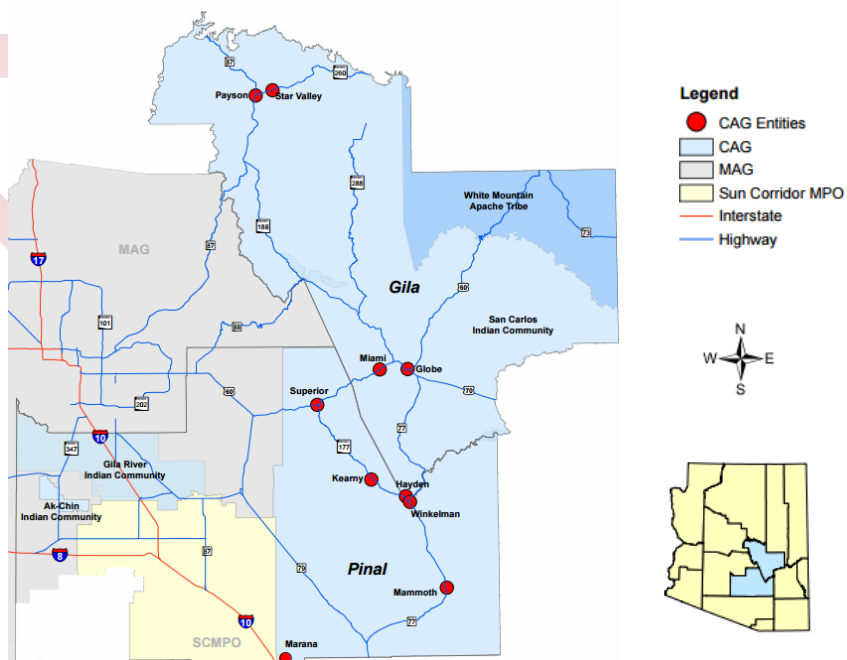 87
260
Payson
Star Valley
288
White Mountain
Apache Tribe
73
188
87
MAG
17
Gila
60
San Carlos
Indian Community
101
88
Miami
Globe
Superior
60
70
202
10
27
177
347
Gila River
Indian Community
Kearny
Hayden
Ak-Chin
Indian Community
Winkelman
87
8
79
Pinal
Mammoth
10
77
SCMPO
Marana
Legend
CAG Entities
CAG
MAG
Sun Corridor MPO
Interstate
Highway
N
W
E
S